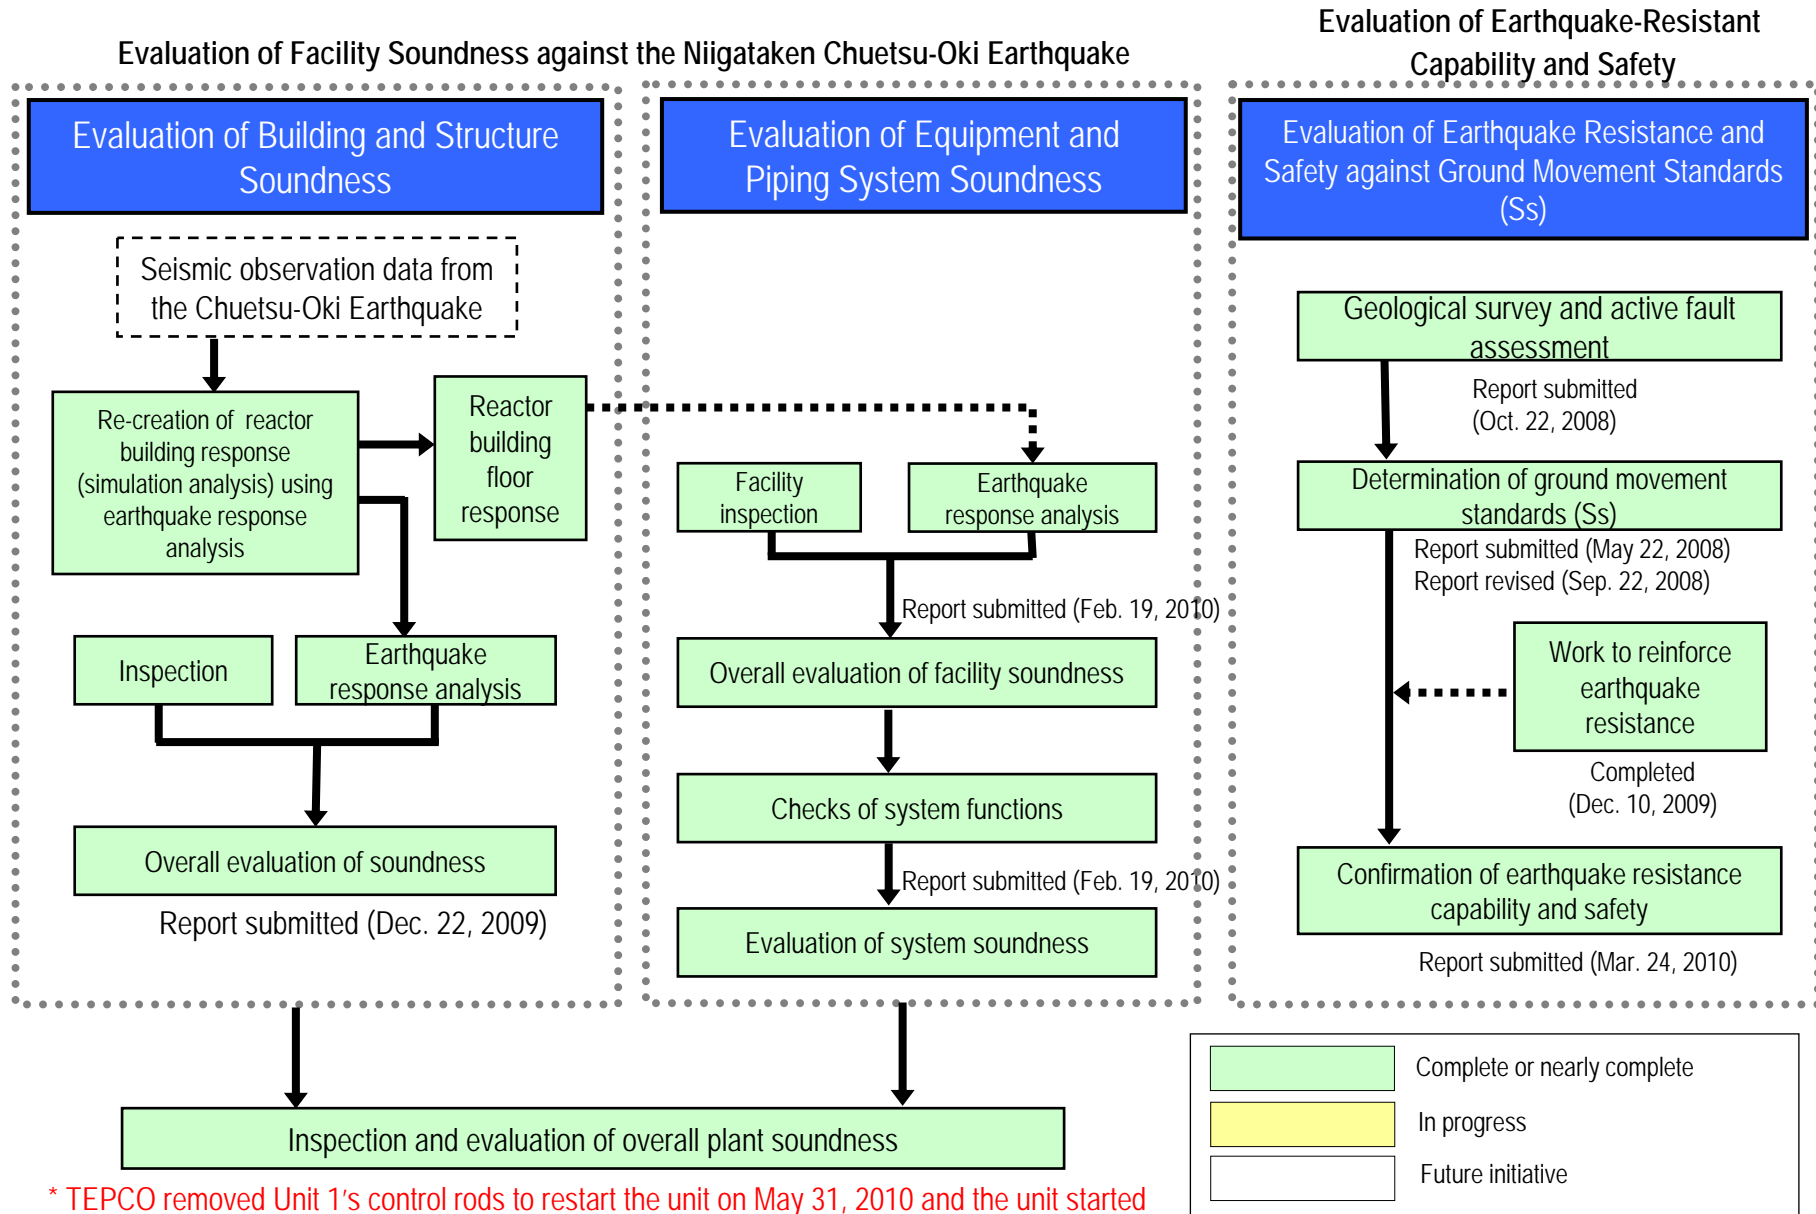 Evaluation of Facility Soundness against the Niigataken Chuetsu-Oki Earthquake
Evaluation of Earthquake-Resistant
Capability and Safety
Evaluation of Building and Structure
Soundness
Seismic observation data from
the Chuetsu-Oki Earthquake
Re-creation of reactor
building response
(simulation analysis) using
earthquake response
analysis
Reactor
building
floor
response
Inspection
Earthquake
response analysis
Overall evaluation of soundness
Report submitted (Dec. 22, 2009)
Evaluation of Equipment and
Piping System Soundness
Facility
inspection
Earthquake
response analysis
Report submitted (Feb. 19, 2010)
Overall evaluation of facility soundness
Checks of system functions
Report submitted (Feb. 19, 2010)
Evaluation of system soundness
Evaluation of Earthquake Resistance and
Safety against Ground Movement Standards
(Ss)
Geological survey and active fault
assessment
Report submitted
(Oct. 22, 2008)
Determination of ground movement
standards (Ss)
Report submitted (May 22, 2008)
Report revised (Sep. 22, 2008)
Work to reinforce
earthquake
resistance
Completed
(Dec. 10, 2009)
Confirmation of earthquake resistance
capability and safety
Report submitted (Mar. 24, 2010)
Inspection and evaluation of overall plant soundness
* TEPCO removed Unit 1's control rods to restart the unit on May 31, 2010 and the unit started
Complete or nearly complete
In progress
Future initiative